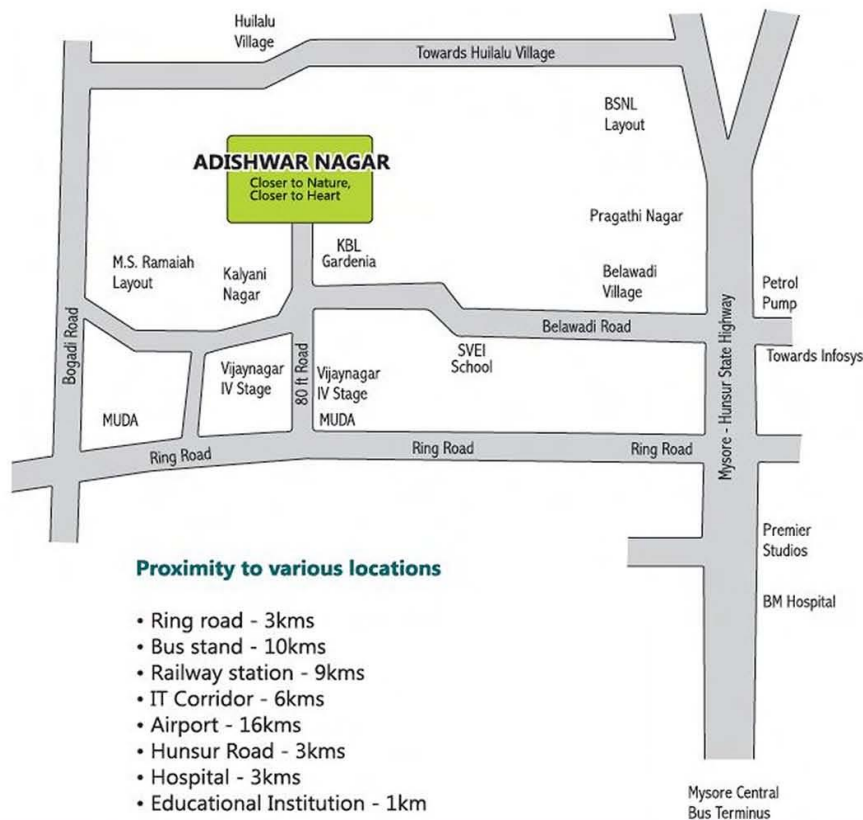 Huilalu
Village
Towards Huilalu Village
BSNL
Layout
ADISHWAR NAGAR
Closer to Nature,
Closer to Heart
Pragathi Nagar
KBL
Gardenia
M.S. Ramaiah
Layout
Kalyani
Nagar
Belawadi
Village
Petrol
Pump
Bogadi Road
Belawadi Road
Mysore - Hunsur State Highway
Towards Infosys
SVEI
School
Vijaynagar
IV Stage
80 ft Road
Vijaynagar
IV Stage
MUDA
MUDA
Ring Road
Ring Road
Ring Road
Premier
Studios
BM Hospital
Proximity to various locations
• Ring road - 3kms
• Bus stand - 10kms
• Railway station - 9kms
• IT Corridor - 6kms
• Airport - 16kms
• Hunsur Road - 3kms
• Hospital - 3kms
• Educational Institution - 1km
Mysore Central
Bus Terminus